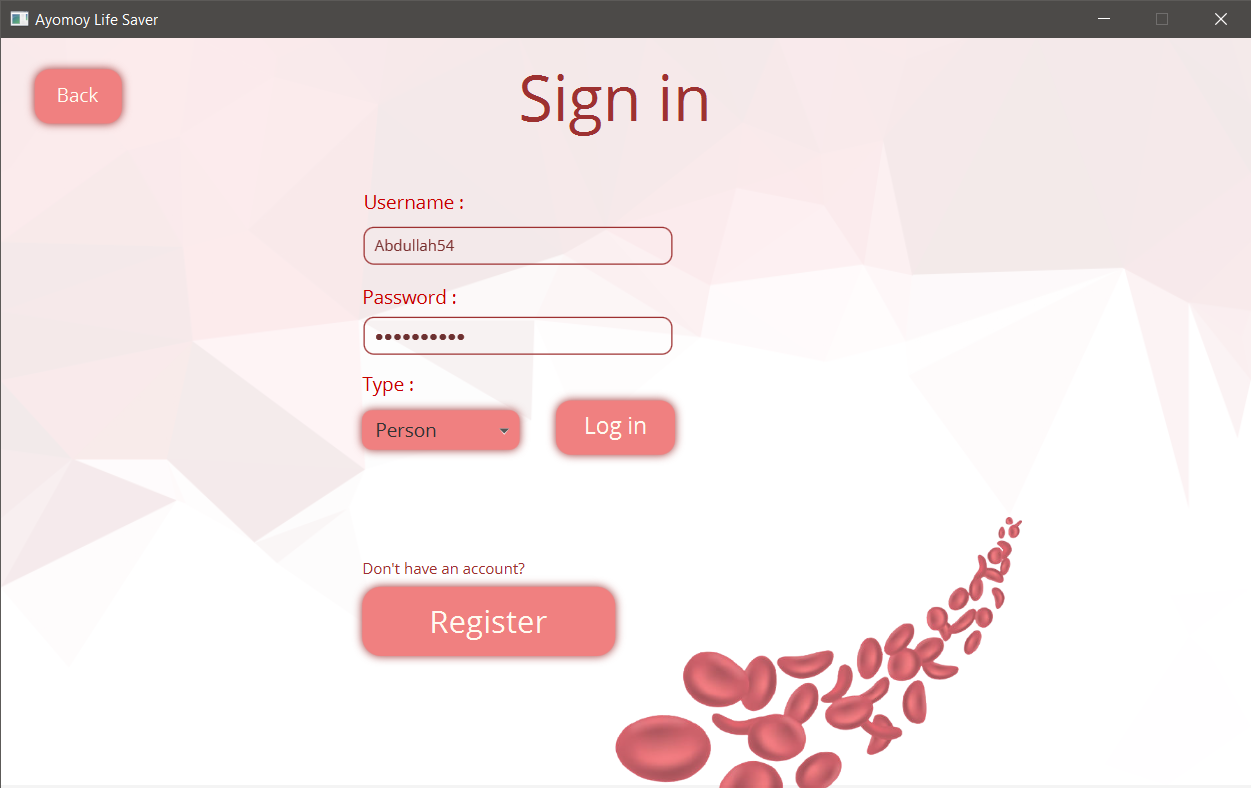 Ayomoy Life Saver
Back
Sign in
Username :
Abdullah54
Password :
••••••••••
Type :
Person
Log in
Don't have an account?
Register